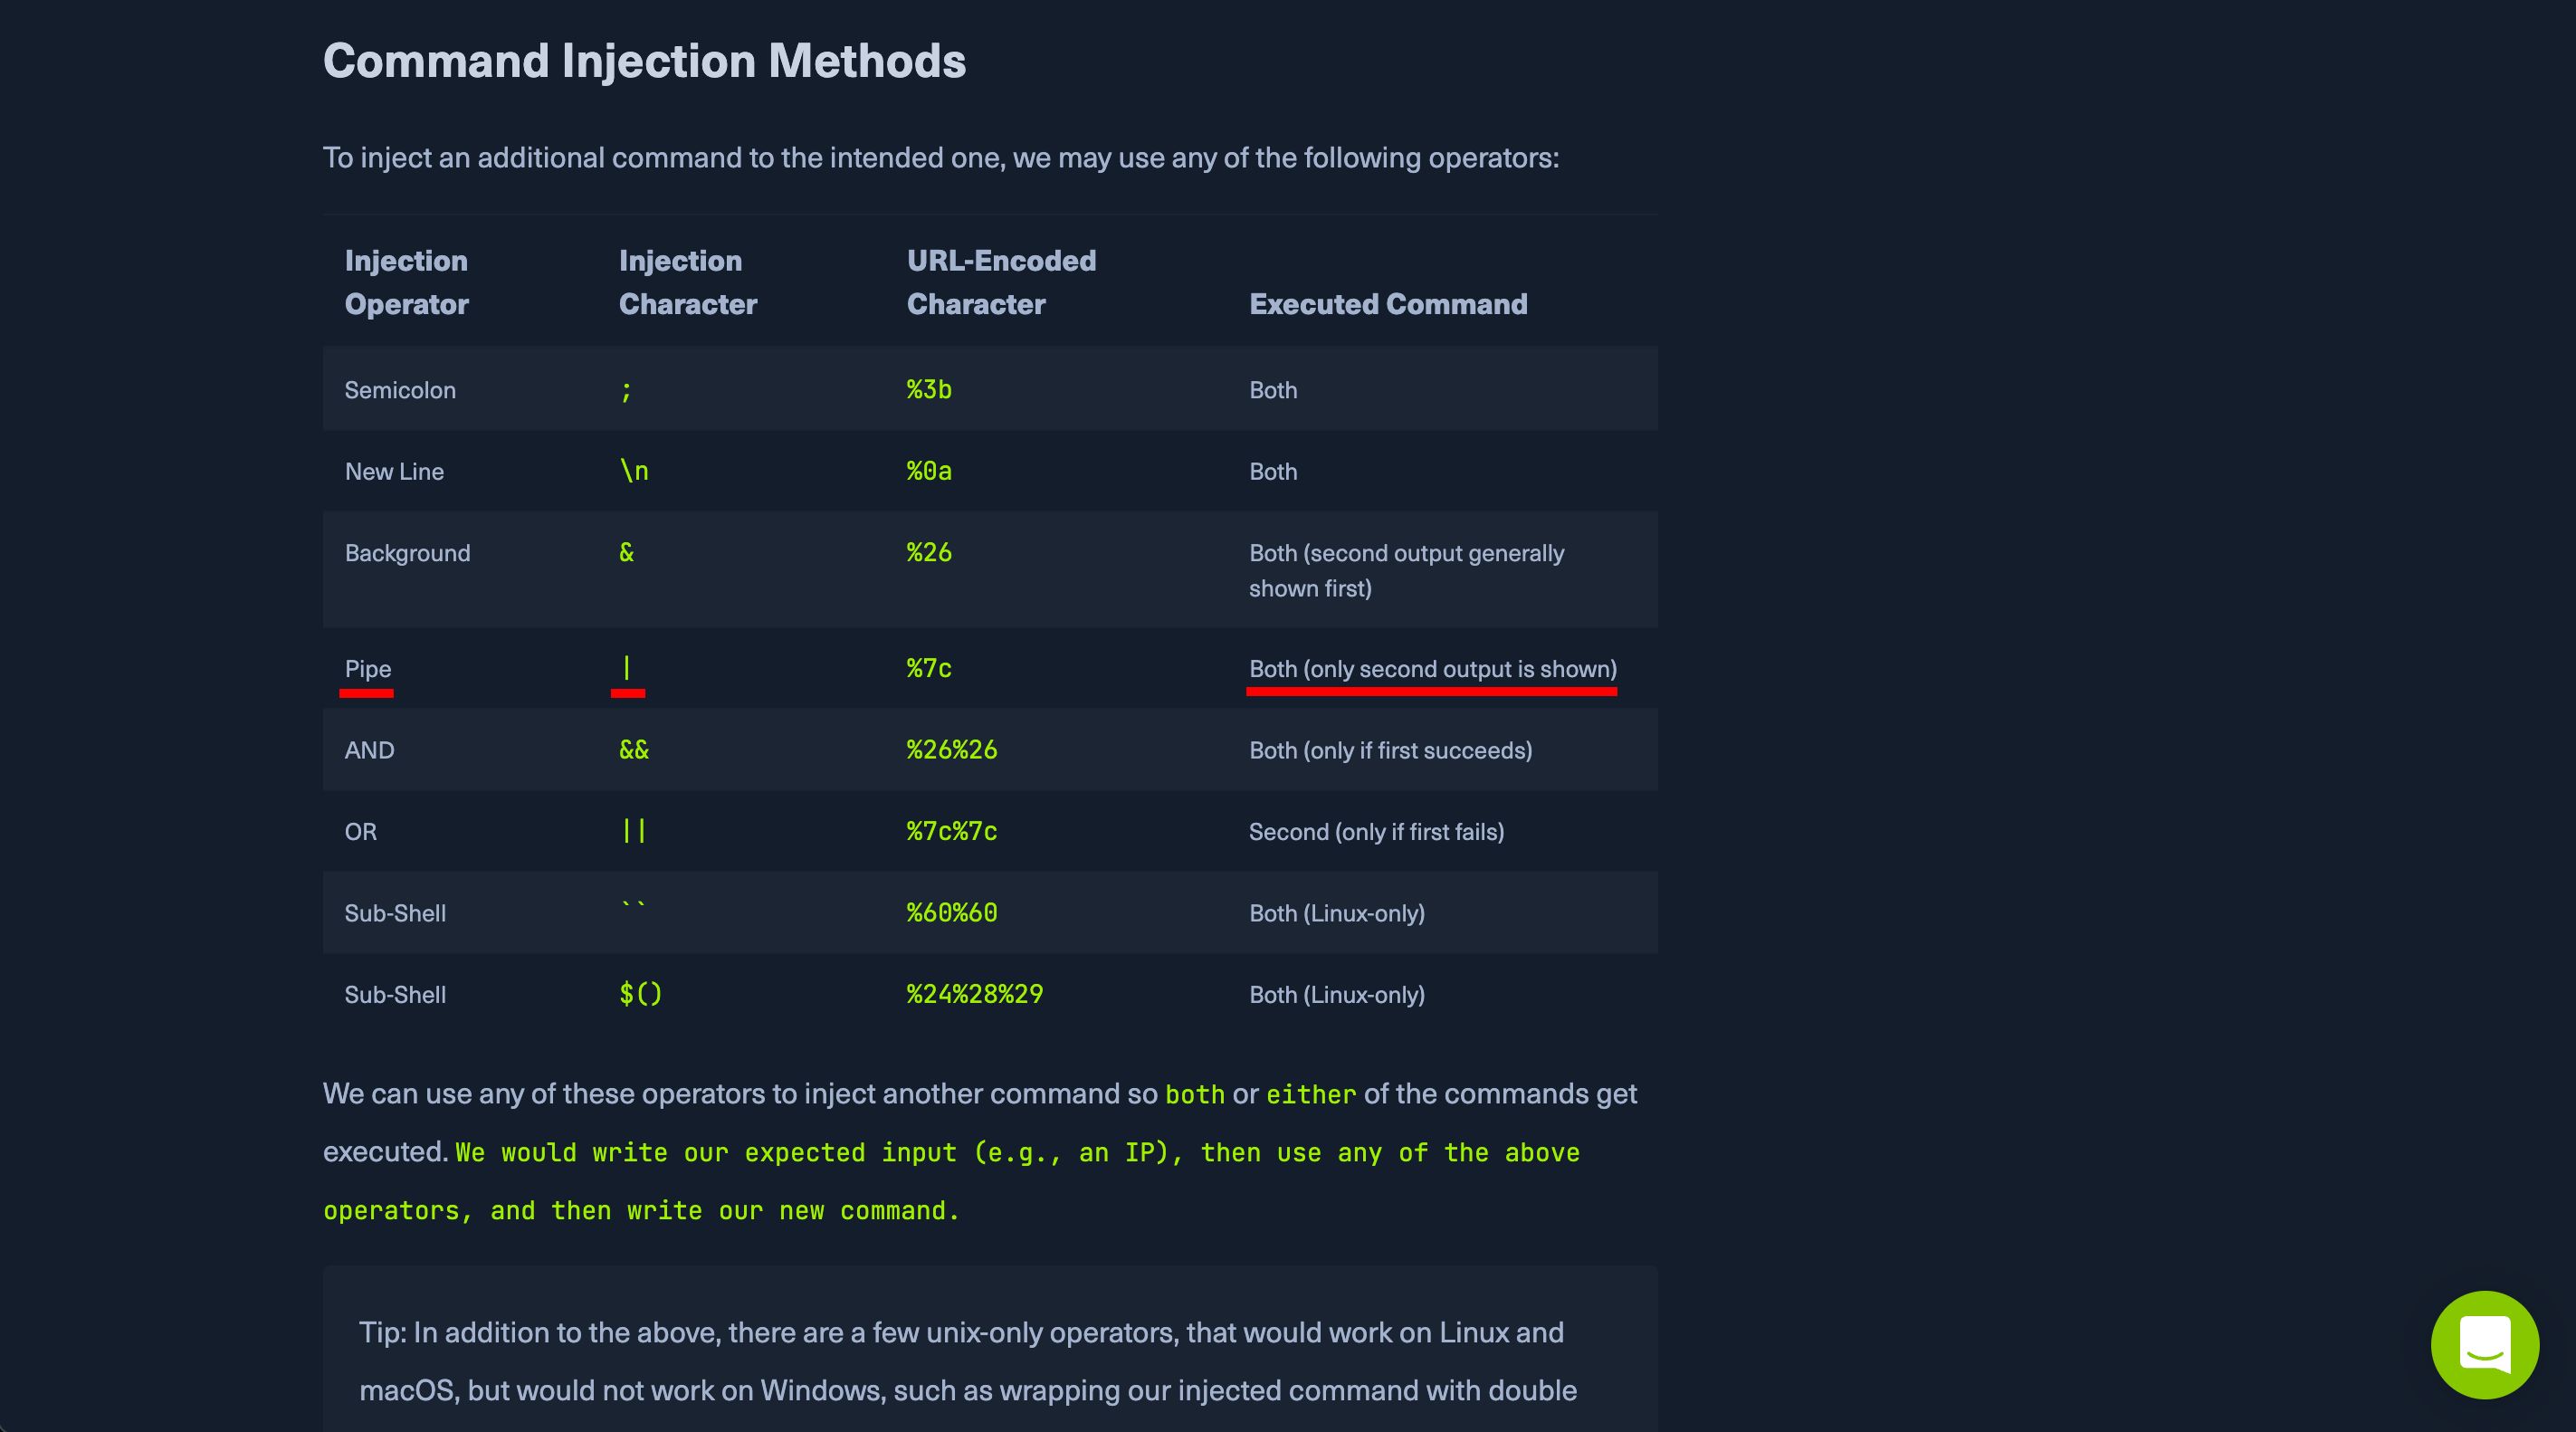 Command Injection Methods
To inject an additional command to the intended one, we may use any of the following operators:
Injection Operator Injection Character URL-Encoded Character Executed Command
Semicolon ; %3b Both
New Line \n %0a Both
Background & %26 Both (second output generally
shown first)
Pipe | %7c Both (only second output is shown)
AND && %26%26 Both (only if first succeeds)
OR || %7c%7c Second (only if first fails)
Sub-Shell `` %60%60 Both (Linux-only)
Sub-Shell $() %24%28%29 Both (Linux-only)
We can use any of these operators to inject another command so both or either of the commands get
executed. We would write our expected input (e.g., an IP), then use any of the above
operators, and then write our new command.
Tip: In addition to the above, there are a few unix-only operators, that would work on Linux and
macOS, but would not work on Windows, such as wrapping our injected command with double